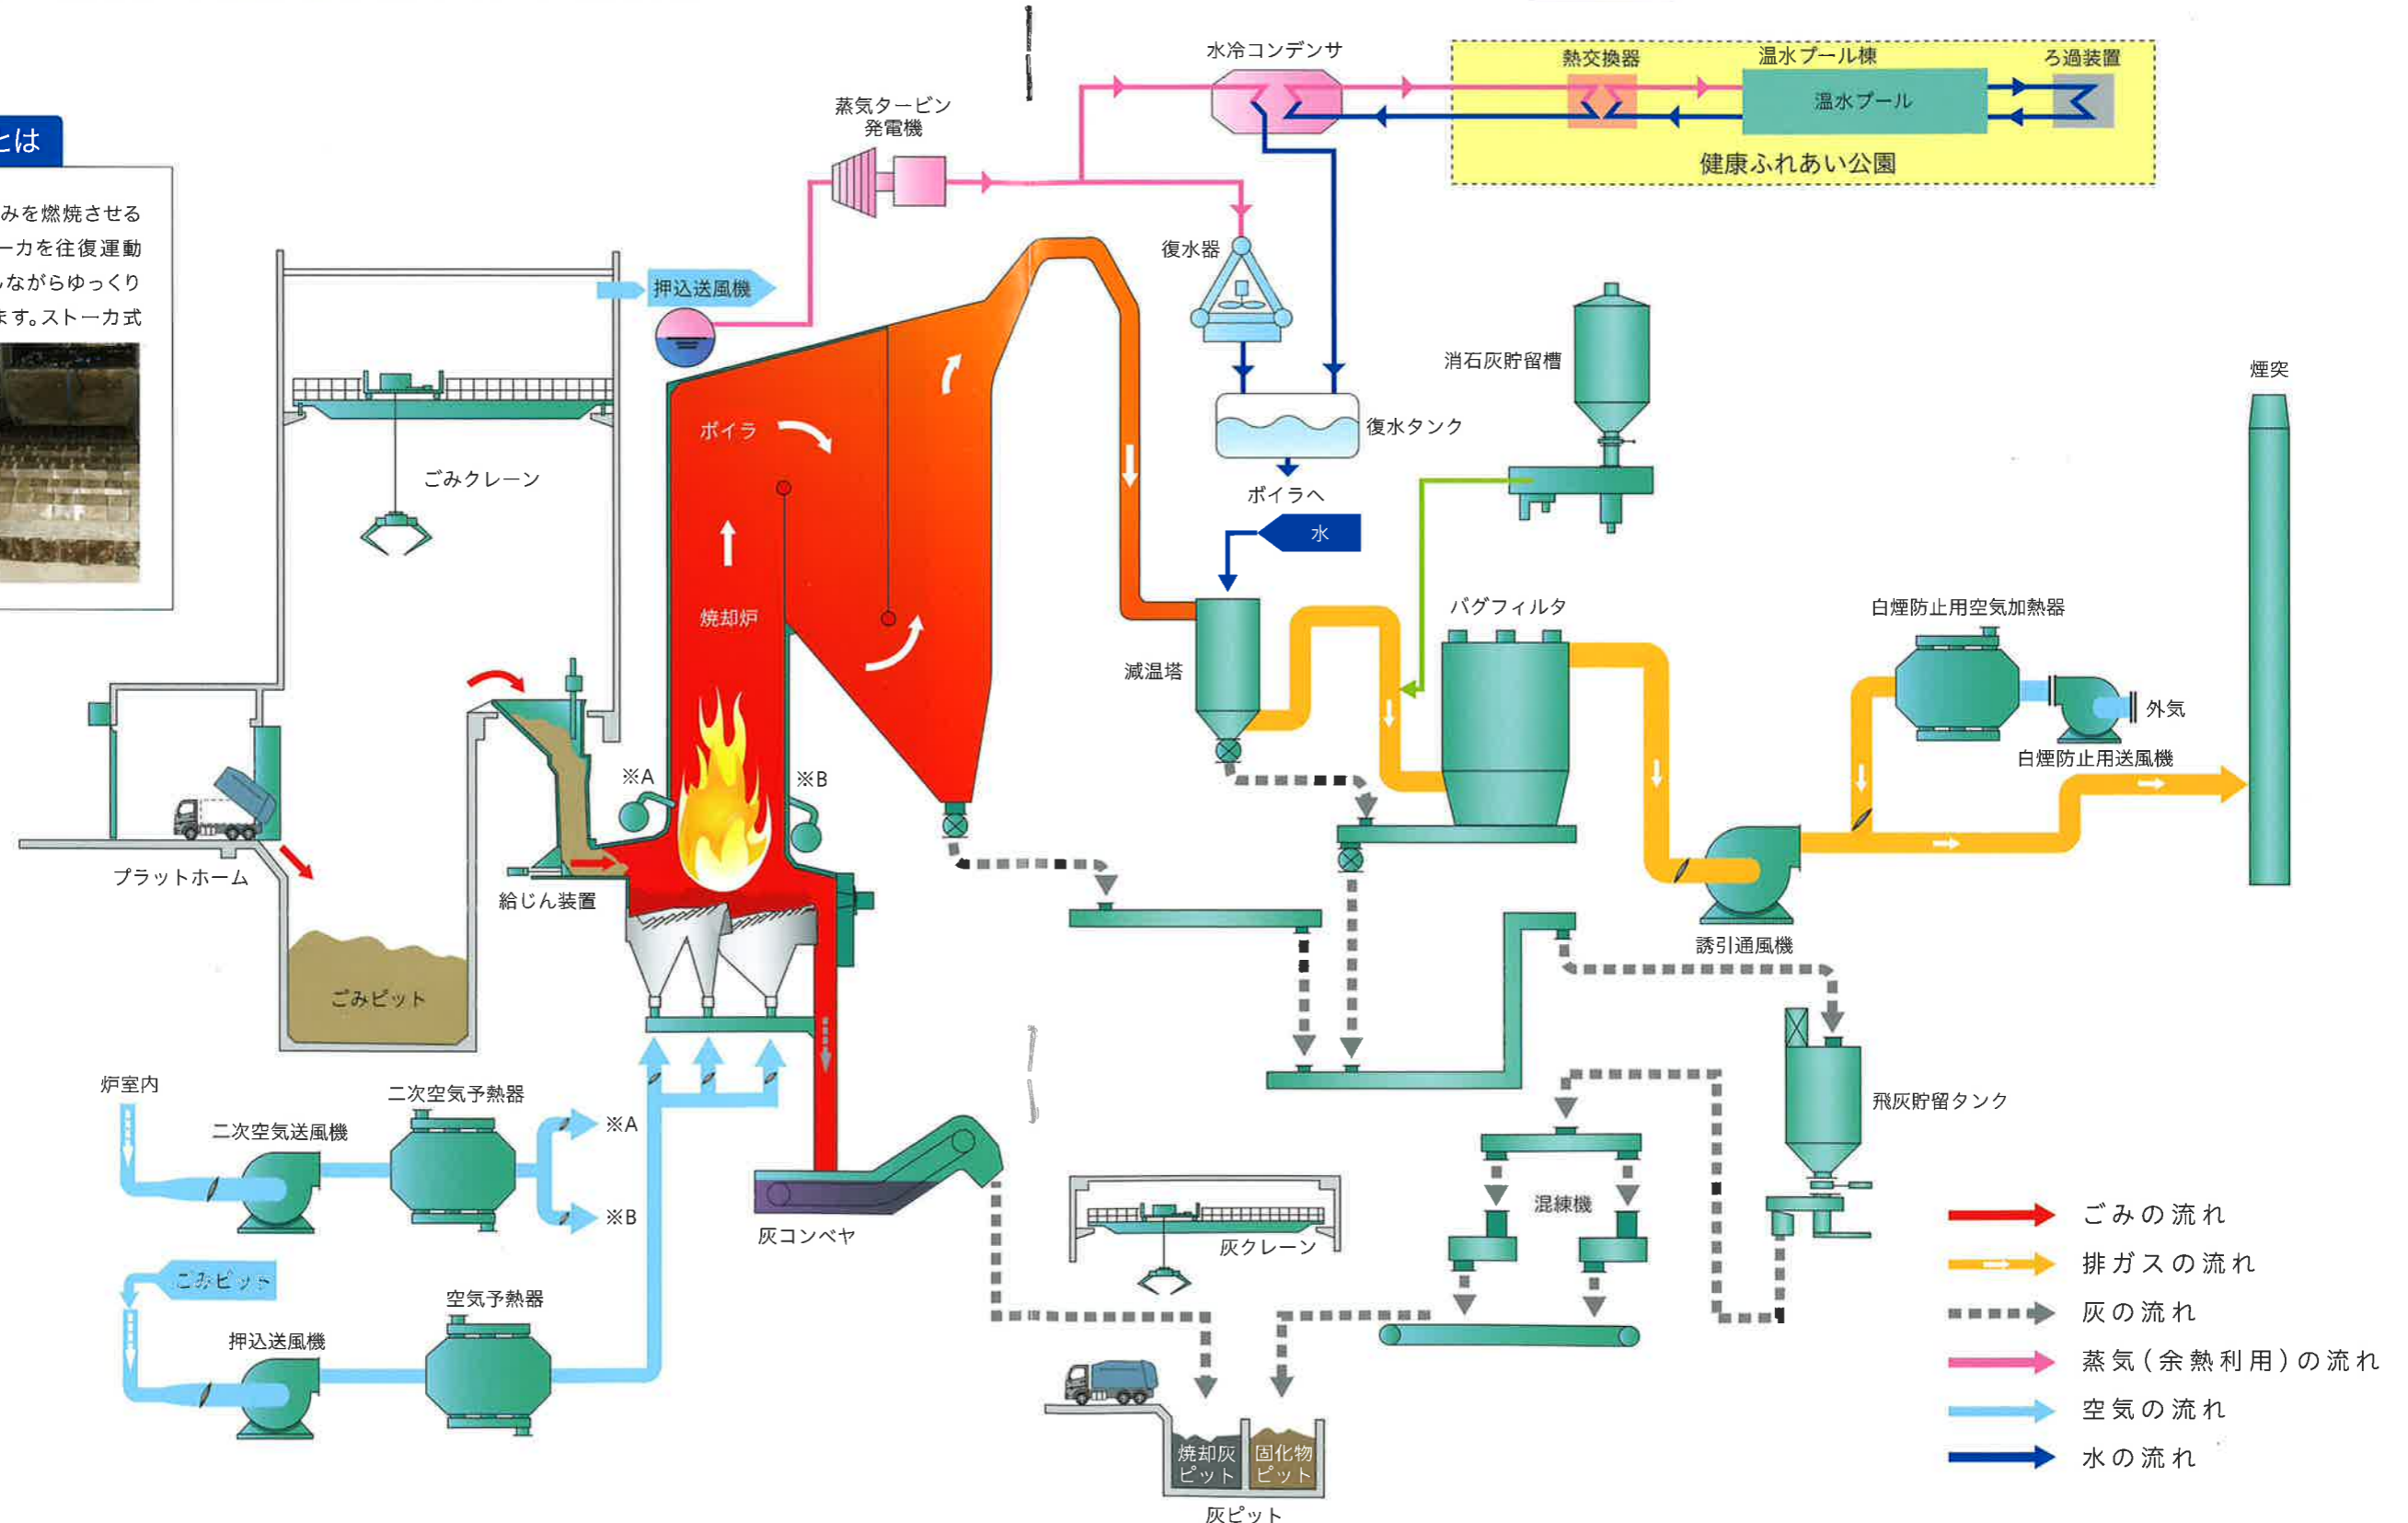 とは
みを燃焼させる
ーカを往復運動
しながらゆっくり
ます。ストーカ式
水冷コンデンサ
熱交換器
温水プール棟
ろ過装置
温水プール
健康ふれあい公園
蒸気タービン
発電機
復水器
押込送風機
消石灰貯留槽
煙突
ボイラ
復水タンク
ごみクレーン
ボイラへ
水
焼却炉
バグフィルタ
白煙防止用空気加熱器
減温塔
外気
白煙防止用送風機
※A
※B
プラットホーム
給じん装置
誘引通風機
ごみピット
炉室内
二次空気予熱器
二次空気送風機
※A
※B
飛灰貯留タンク
混練機
灰コンベヤ
灰クレーン
ごみピット
空気予熱器
押込送風機
焼却灰
ピット
固化物
ピット
灰ピット
ごみの流れ
排ガスの流れ
灰の流れ
蒸気(余熱利用)の流れ
空気の流れ
水の流れ